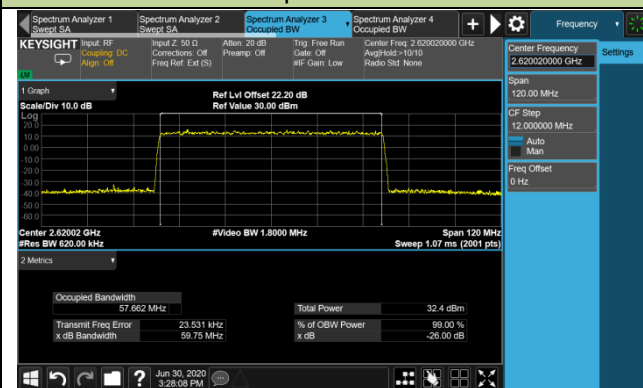 Spectrum Analyzer 1
Swept SA
Spectrum Analyzer 2
Swept SA
Spectrum Analyzer 3
Occupied BW
Spectrum Analyzer 4
Occupied BW
Frequency
KEYSIGHT
Input: RF
Coupling: DC
Align: Off
Input Z: 50 Ω
Corrections: Off
Freq Ref: Ext (S)
Atten: 20 dB
Preamp: Off
Trig: Free Run
Gate: Off
#IF Gain: Low
Center Freq: 2.620020000 GHz
Avg|Hold:>10/10
Radio Std: None
LXI
Center Frequency
2.620020000 GHz
Settings
Span
120.00 MHz
CF Step
12.000000 MHz
Auto
Man
Freq Offset
0 Hz
1 Graph
Scale/Div 10.0 dB
Ref Lvl Offset 22.20 dB
Ref Value 30.00 dBm
Log
20.0
10.0
0.00
-10.0
-20.0
-30.0
-40.0
-50.0
-60.0
Center 2.62002 GHz
#Res BW 620.00 kHz
#Video BW 1.8000 MHz
Span 120 MHz
Sweep 1.07 ms (2001 pts)
2 Metrics
Occupied Bandwidth
57.662 MHz
Total Power 32.4 dBm
Transmit Freq Error 23.531 kHz
% of OBW Power 99.00 %
x dB Bandwidth 59.75 MHz
x dB -26.00 dB
Jun 30, 2020
3:28:08 PM